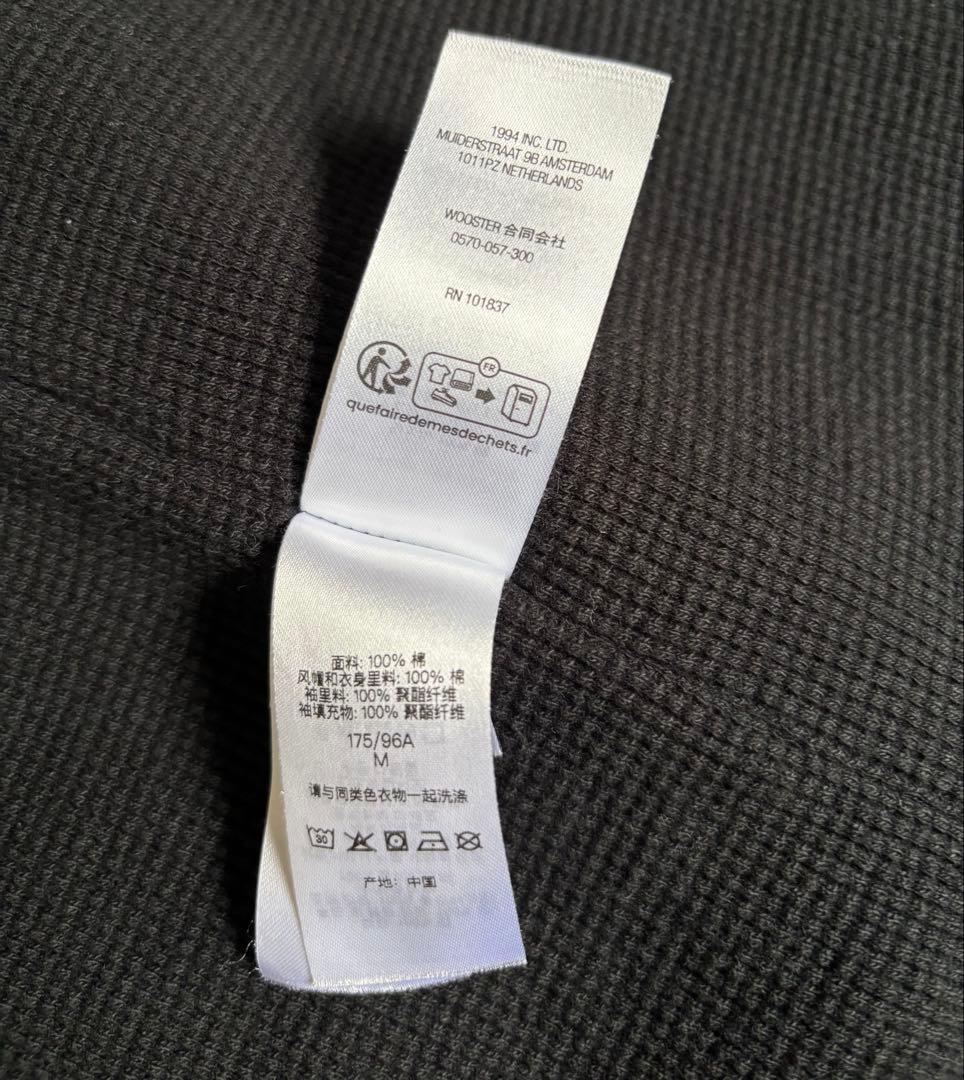 1994 INC. LTD.
MUIDERSTRAAT 9B AMSTERDAM
1011PZ NETHERLANDS
WOOSTER 合同会社
0570-057-300
RN 101837
FR
quefairedemesdechets.fr
面料: 100% 棉
风帽和衣身里料: 100% 棉
袖里料: 100% 聚酯纤维
袖填充物: 100% 聚酯纤维
175/96A
M
请与同类色衣物一起洗涤
30
产地: 中国